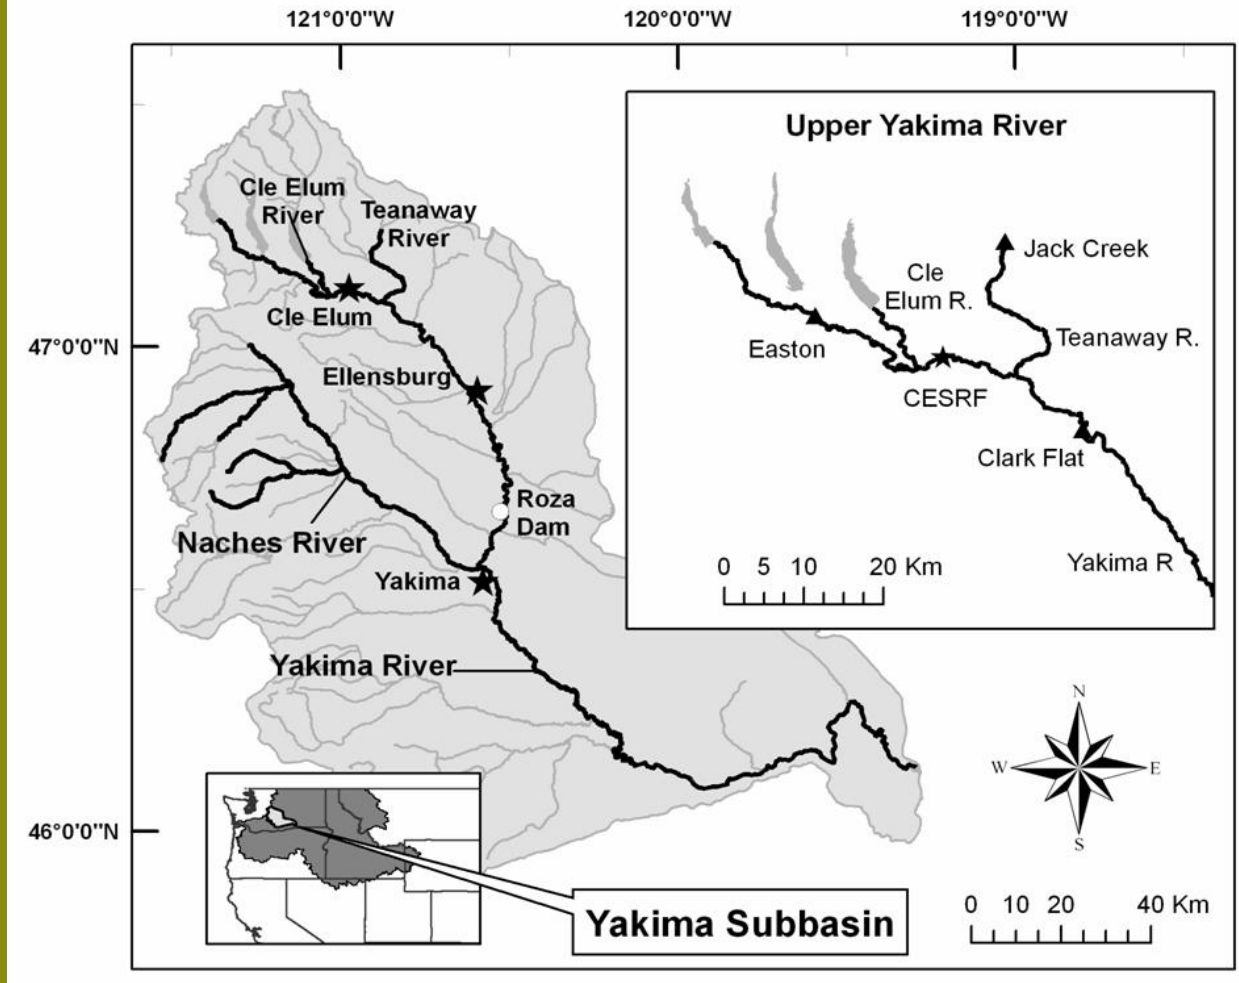 121°0'0"W
120°0'0"W
119°0'0"W
Upper Yakima River
Cle Elum
River
Teanaway
River
Jack Creek
Cle
Elum R.
Teanaway R.
Easton
Cle Elum
47°0'0"N
Ellensburg
CESRF
Clark Flat
Roza
Dam
Naches River
Yakima
0 5 10 20 Km
Yakima R
Yakima River
N
W
E
S
46°0'0"N
Yakima Subbasin
0 10 20 40 Km